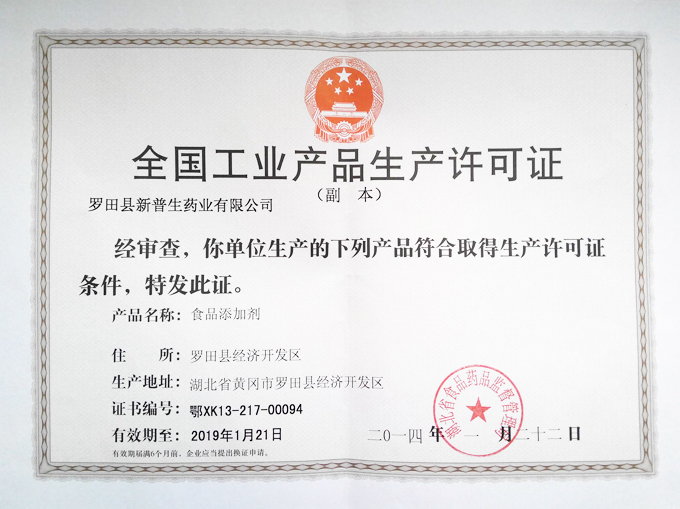 全国工业产品生产许可证
（副 本）
罗田县新普生药业有限公司
经审查，你单位生产的下列产品符合取得生产许可证
条件，特发此证。
产品名称：食品添加剂
住 所：罗田县经济开发区
生产地址：湖北省黄冈市罗田县经济开发区
证书编号：鄂XK13-217-00094
有效期至：2019年1月21日
二〇一四 年 一 月 二十二 日
有效期届满6个月前，企业应当提出换证申请。
湖北省食品药品监督管理局